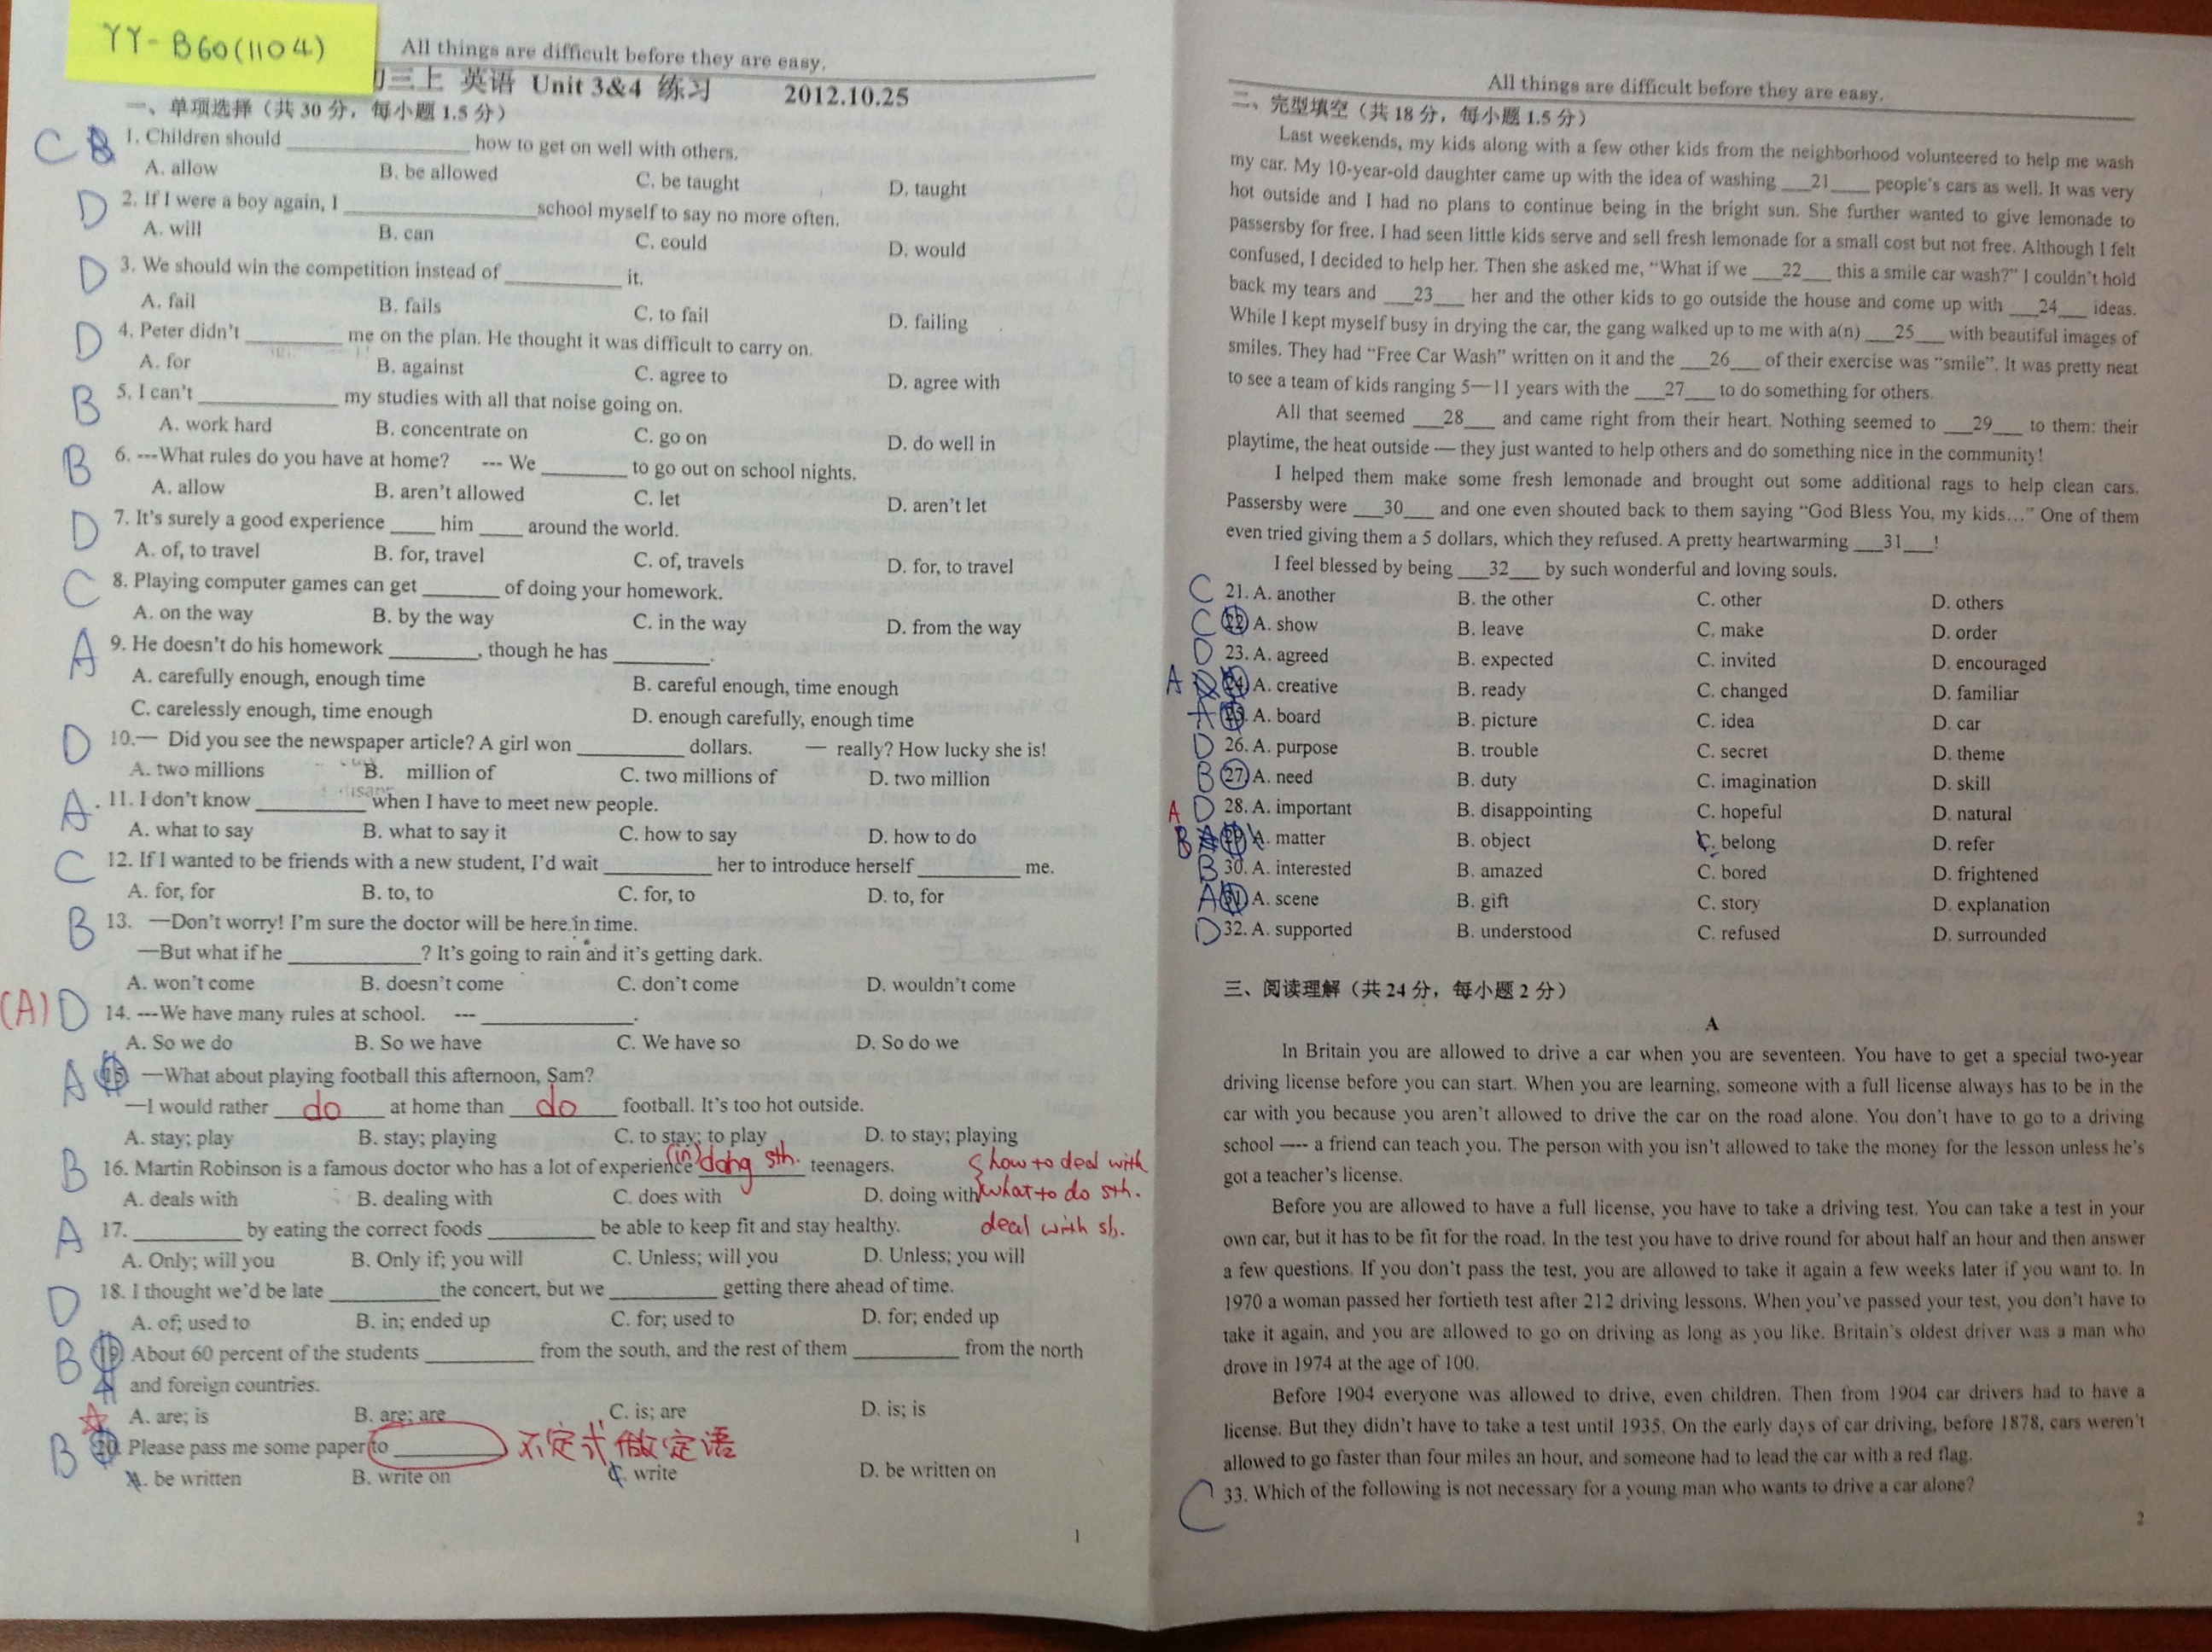 YY-B60(1104)
All things are difficult before they are easy.
三上 英语 Unit 3&4 练习 2012.10.25
一、单项选择（共 30 分，每小题 1.5 分）
C B 1. Children should ____________ how to get on well with others.
A. allow B. be allowed C. be taught D. taught
D 2. If I were a boy again, I ____________ school myself to say no more often.
A. will B. can C. could D. would
D 3. We should win the competition instead of ____________ it.
A. fail B. fails C. to fail D. failing
D 4. Peter didn't __________ me on the plan. He thought it was difficult to carry on.
A. for B. against C. agree to D. agree with
B 5. I can't ____________ my studies with all that noise going on.
A. work hard B. concentrate on C. go on D. do well in
B 6. ---What rules do you have at home? --- We ________ to go out on school nights.
A. allow B. aren't allowed C. let D. aren't let
D 7. It's surely a good experience ____ him ____ around the world.
A. of, to travel B. for, travel C. of, travels D. for, to travel
C 8. Playing computer games can get _______ of doing your homework.
A. on the way B. by the way C. in the way D. from the way
A 9. He doesn't do his homework ________, though he has _________.
A. carefully enough, enough time B. careful enough, time enough
C. carelessly enough, time enough D. enough carefully, enough time
D 10.— Did you see the newspaper article? A girl won __________ dollars. — really? How lucky she is!
A. two millions B. million of C. two millions of D. two million
A 11. I don't know __________ when I have to meet new people.
A. what to say B. what to say it C. how to say D. how to do
C 12. If I wanted to be friends with a new student, I'd wait __________ her to introduce herself __________ me.
A. for, for B. to, to C. for, to D. to, for
B 13. —Don't worry! I'm sure the doctor will be here in time.
—But what if he ____________? It's going to rain and it's getting dark.
A. won't come B. doesn't come C. don't come D. wouldn't come
(A) D 14. ---We have many rules at school. --- ______________.
A. So we do B. So we have C. We have so D. So do we
A 15. —What about playing football this afternoon, Sam?
—I would rather do at home than do football. It's too hot outside.
A. stay; play B. stay; playing C. to stay; to play D. to stay; playing
B 16. Martin Robinson is a famous doctor who has a lot of experience (in) doing sth. teenagers. how to deal with
A. deals with B. dealing with C. does with D. doing with what to do sth.
A 17. __________ by eating the correct foods __________ be able to keep fit and stay healthy. deal with sb.
A. Only; will you B. Only if; you will C. Unless; will you D. Unless; you will
D 18. I thought we'd be late __________the concert, but we __________ getting there ahead of time.
A. of; used to B. in; ended up C. for; used to D. for; ended up
B 19. About 60 percent of the students __________ from the south, and the rest of them __________ from the north
and foreign countries.
A. are; is B. are; are C. is; are D. is; is
B 20. Please pass me some paper to __________ 不定式做定语
A. be written B. write on C. write D. be written on
1
All things are difficult before they are easy.
二、完型填空（共 18 分，每小题 1.5 分）
Last weekends, my kids along with a few other kids from the neighborhood volunteered to help me wash
my car. My 10-year-old daughter came up with the idea of washing ___21____ people's cars as well. It was very
hot outside and I had no plans to continue being in the bright sun. She further wanted to give lemonade to
passersby for free. I had seen little kids serve and sell fresh lemonade for a small cost but not free. Although I felt
confused, I decided to help her. Then she asked me, “What if we ___22___ this a smile car wash?” I couldn't hold
back my tears and ___23___ her and the other kids to go outside the house and come up with ___24___ ideas.
While I kept myself busy in drying the car, the gang walked up to me with a(n) ___25___ with beautiful images of
smiles. They had “Free Car Wash” written on it and the ___26___ of their exercise was “smile”. It was pretty neat
to see a team of kids ranging 5—11 years with the ___27___ to do something for others.
All that seemed ___28___ and came right from their heart. Nothing seemed to ___29___ to them: their
playtime, the heat outside — they just wanted to help others and do something nice in the community!
I helped them make some fresh lemonade and brought out some additional rags to help clean cars.
Passersby were ___30___ and one even shouted back to them saying “God Bless You, my kids…” One of them
even tried giving them a 5 dollars, which they refused. A pretty heartwarming ___31___!
I feel blessed by being ___32___ by such wonderful and loving souls.
C 21. A. another B. the other C. other D. others
C 22. A. show B. leave C. make D. order
D 23. A. agreed B. expected C. invited D. encouraged
A 24. A. creative B. ready C. changed D. familiar
A 25. A. board B. picture C. idea D. car
D 26. A. purpose B. trouble C. secret D. theme
B 27. A. need B. duty C. imagination D. skill
A D 28. A. important B. disappointing C. hopeful D. natural
B 29. A. matter B. object C. belong D. refer
B 30. A. interested B. amazed C. bored D. frightened
A 31. A. scene B. gift C. story D. explanation
D 32. A. supported B. understood C. refused D. surrounded
三、阅读理解（共 24 分，每小题 2 分）
A
In Britain you are allowed to drive a car when you are seventeen. You have to get a special two-year
driving license before you can start. When you are learning, someone with a full license always has to be in the
car with you because you aren't allowed to drive the car on the road alone. You don't have to go to a driving
school ---- a friend can teach you. The person with you isn't allowed to take the money for the lesson unless he's
got a teacher's license.
Before you are allowed to have a full license, you have to take a driving test. You can take a test in your
own car, but it has to be fit for the road. In the test you have to drive round for about half an hour and then answer
a few questions. If you don't pass the test, you are allowed to take it again a few weeks later if you want to. In
1970 a woman passed her fortieth test after 212 driving lessons. When you've passed your test, you don't have to
take it again, and you are allowed to go on driving as long as you like. Britain's oldest driver was a man who
drove in 1974 at the age of 100.
Before 1904 everyone was allowed to drive, even children. Then from 1904 car drivers had to have a
license. But they didn't have to take a test until 1935. On the early days of car driving, before 1878, cars weren't
allowed to go faster than four miles an hour, and someone had to lead the car with a red flag.
C 33. Which of the following is not necessary for a young man who wants to drive a car alone?
2